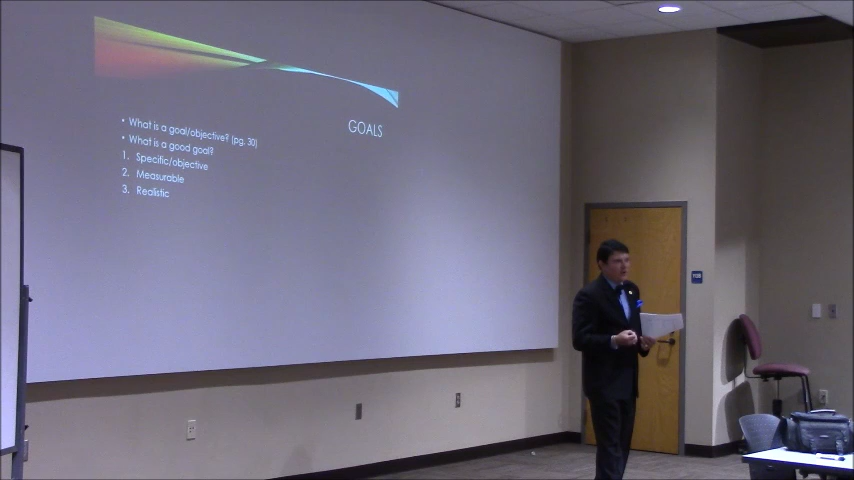 GOALS
• What is a goal/objective? (pg. 30)
• What is a good goal?
1. Specific/objective
2. Measurable
3. Realistic